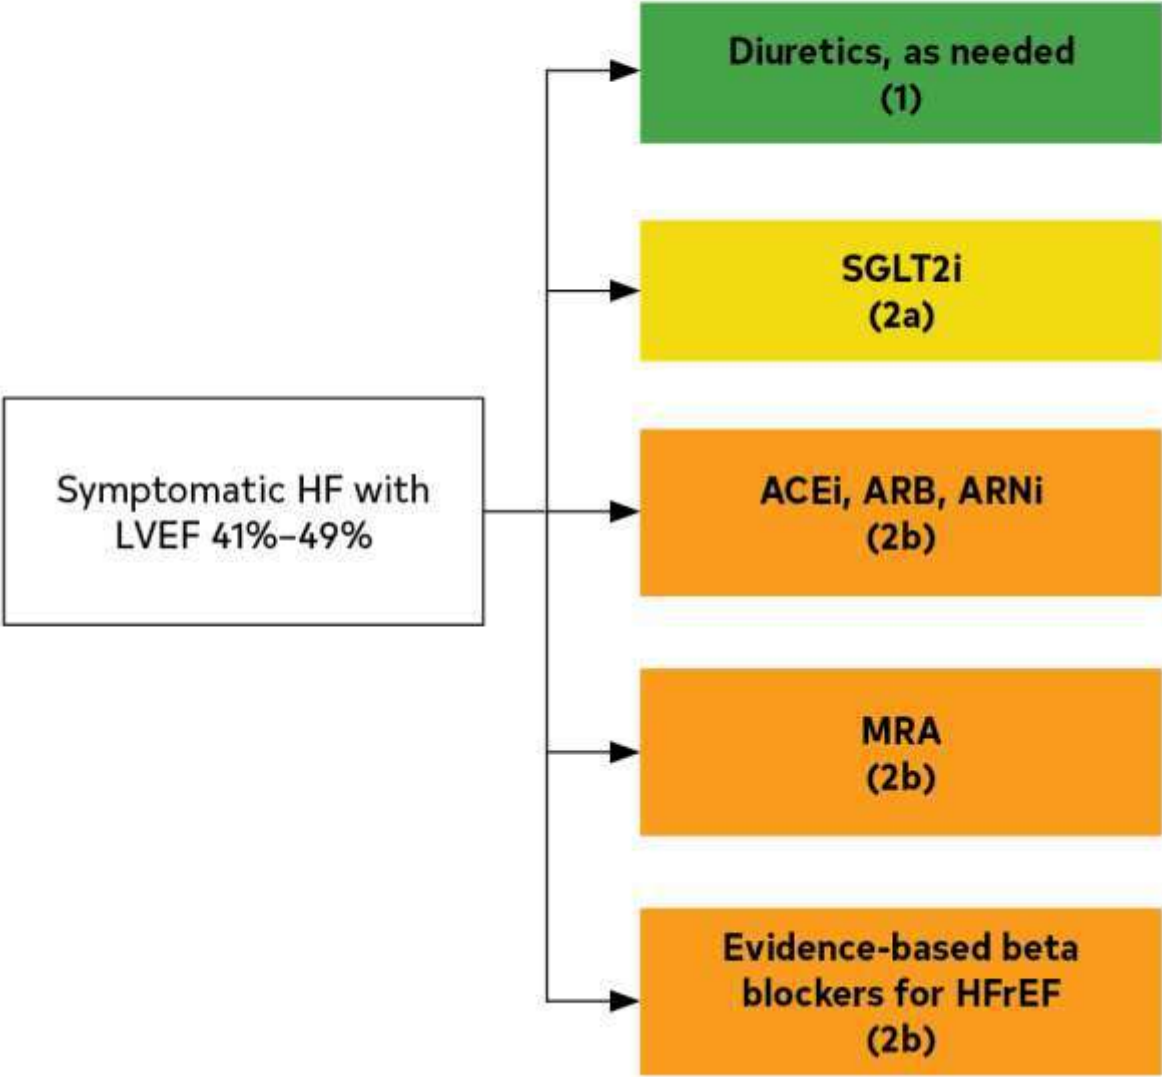 Diuretics, as needed
(1)
SGLT2i
(2a)
Symptomatic HF with
LVEF 41%–49%
ACEi, ARB, ARNi
(2b)
MRA
(2b)
Evidence-based beta
blockers for HFrEF
(2b)